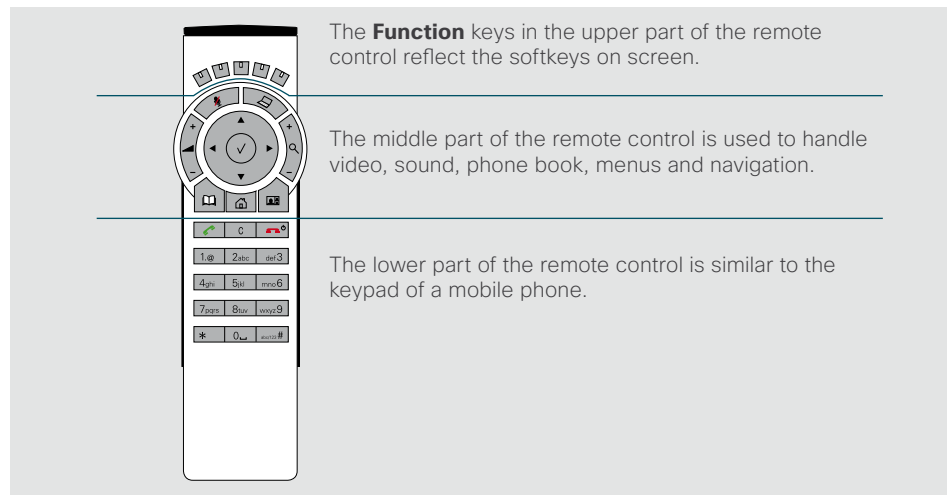 The Function keys in the upper part of the remote
control reflect the softkeys on screen.
The middle part of the remote control is used to handle
video, sound, phone book, menus and navigation.
The lower part of the remote control is similar to the
keypad of a mobile phone.
+ +
- -
C
1.@ 2abc def3
4ghi 5jkl mno6
7pqrs 8tuv wxyz9
* 0 abc/123 #